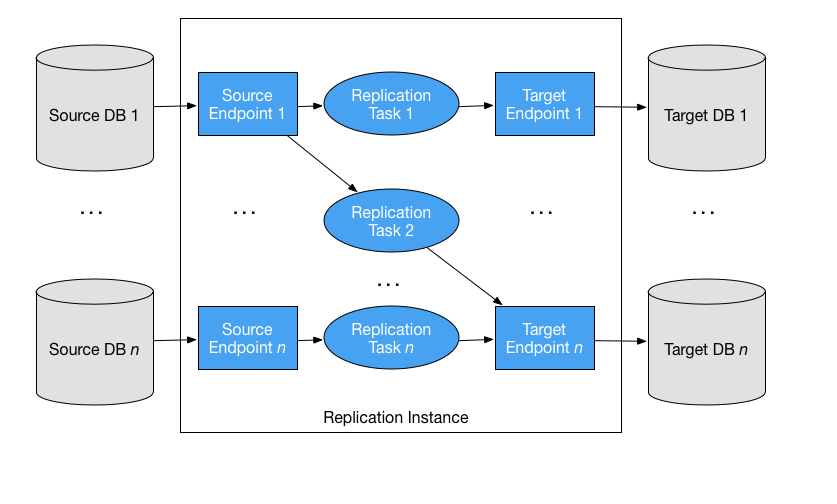 Source DB 1
Source
Endpoint 1
Replication
Task 1
Target
Endpoint 1
Target DB 1
...
...
Replication
Task 2
...
...
...
Source DB n
Source
Endpoint n
Replication
Task n
Target
Endpoint n
Target DB n
Replication Instance